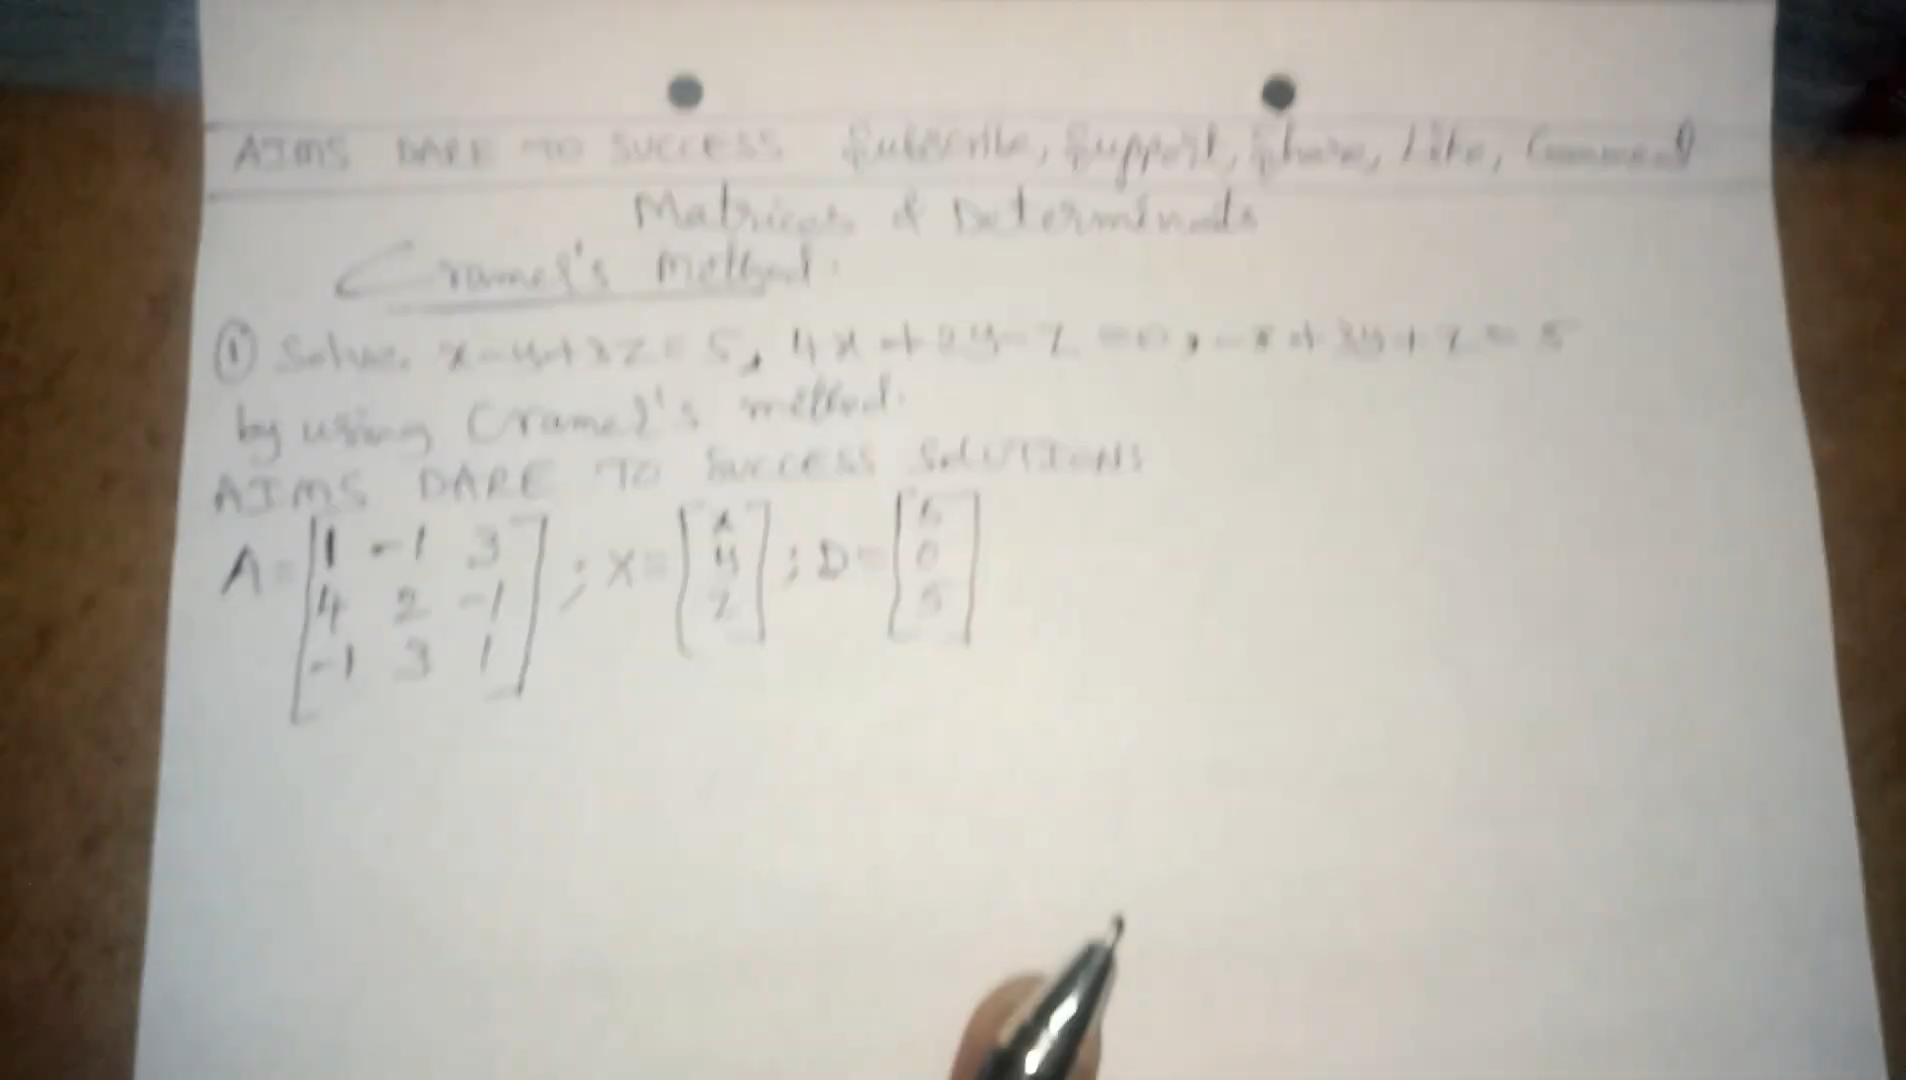 AIMS DARE TO SUCCESS Subscribe, Support, Share, Like, Comment
Matrices & Determinants
Cramer's Method.
① Solve x-y+3z=5, 4x+2y-z=0, -x+3y+z=5
by using Cramer's method.
AIMS DARE TO SUCCESS SOLUTIONS
A = [1 -1 3; X = [x; D = [5
4 2 -1 y 0
-1 3 1] z] 5]